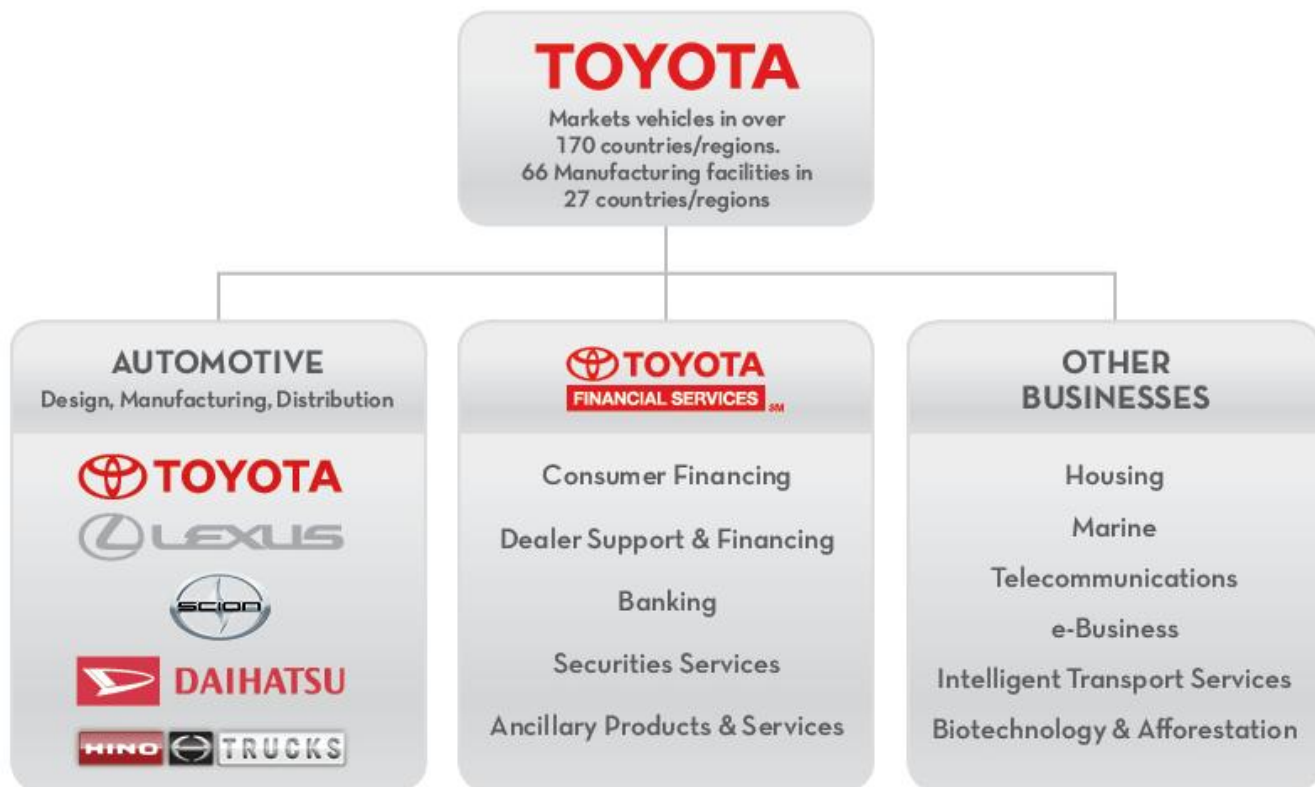 TOYOTA
Markets vehicles in over
170 countries/regions.
66 Manufacturing facilities in
27 countries/regions
AUTOMOTIVE
Design, Manufacturing, Distribution
TOYOTA
LEXUS
SCION
DAIHATSU
HINO TRUCKS
TOYOTA
FINANCIAL SERVICES SM
Consumer Financing
Dealer Support & Financing
Banking
Securities Services
Ancillary Products & Services
OTHER
BUSINESSES
Housing
Marine
Telecommunications
e-Business
Intelligent Transport Services
Biotechnology & Afforestation